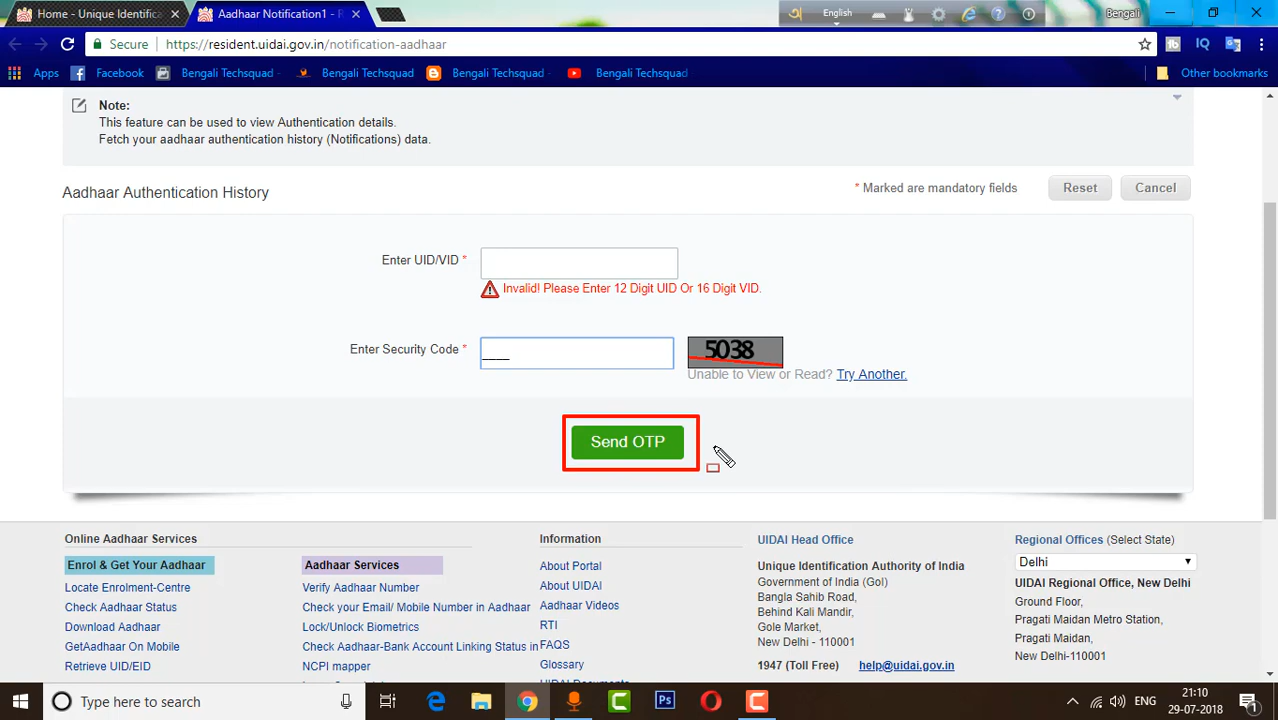 Home - Unique Identifica
Aadhaar Notification1 - R
English
Bengali
Secure
https://resident.uidai.gov.in/notification-aadhaar
IQ
Apps
Facebook
Bengali Techsquad
Bengali Techsquad
Bengali Techsquad
Bengali Techsquad
Other bookmarks
Note:
This feature can be used to view Authentication details.
Fetch your aadhaar authentication history (Notifications) data.
Aadhaar Authentication History
* Marked are mandatory fields
Reset
Cancel
Enter UID/VID *
Invalid! Please Enter 12 Digit UID Or 16 Digit VID.
Enter Security Code *
5038
Unable to View or Read? Try Another.
Send OTP
Online Aadhaar Services
Enrol & Get Your Aadhaar
Locate Enrolment-Centre
Check Aadhaar Status
Download Aadhaar
GetAadhaar On Mobile
Retrieve UID/EID
Aadhaar Services
Verify Aadhaar Number
Check your Email/ Mobile Number in Aadhaar
Lock/Unlock Biometrics
Check Aadhaar-Bank Account Linking Status in
NCPI mapper
Information
About Portal
About UIDAI
Aadhaar Videos
RTI
FAQS
Glossary
UIDAI Documents
UIDAI Head Office
Unique Identification Authority of India
Government of India (GoI)
Bangla Sahib Road,
Behind Kali Mandir,
Gole Market,
New Delhi - 110001
1947 (Toll Free)
help@uidai.gov.in
Regional Offices (Select State)
Delhi
UIDAI Regional Office, New Delhi
Ground Floor,
Pragati Maidan Metro Station,
Pragati Maidan,
New Delhi-110001
Type here to search
Ps
ENG
21:10
29-07-2018
1